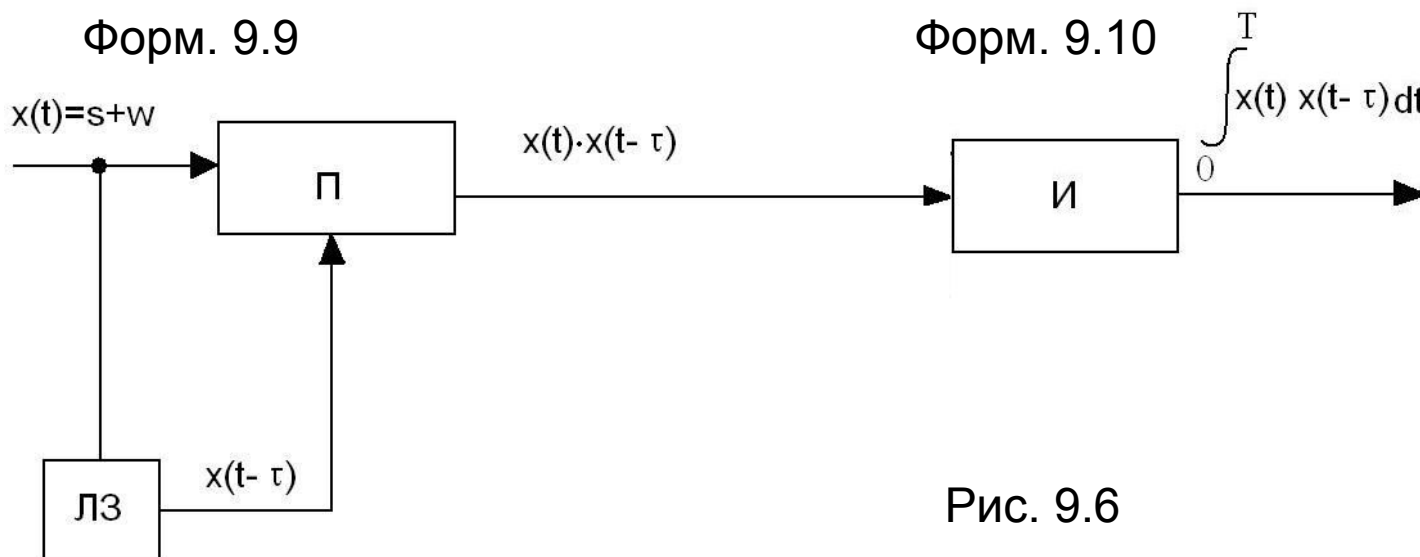 Форм. 9.9
Форм. 9.10
T
∫ x(t) x(t- τ)dt
0
x(t)=s+w
П
x(t)·x(t- τ)
И
ЛЗ
x(t- τ)
Рис. 9.6